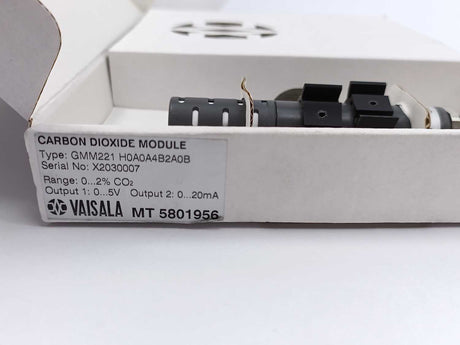 CARBON DIOXIDE MODULE
Type: GMM221 H0A0A4B2A0B
Serial No: X2030007
Range: 0...2% CO₂
Output 1: 0...5V Output 2: 0...20mA
VAISALA MT 5801956